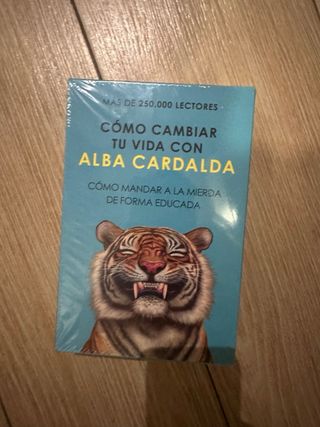 MÁS DE 250.000 LECTORES
CÓMO CAMBIAR
TU VIDA CON
ALBA CARDALDA
CÓMO MANDAR A LA MIERDA
DE FORMA EDUCADA